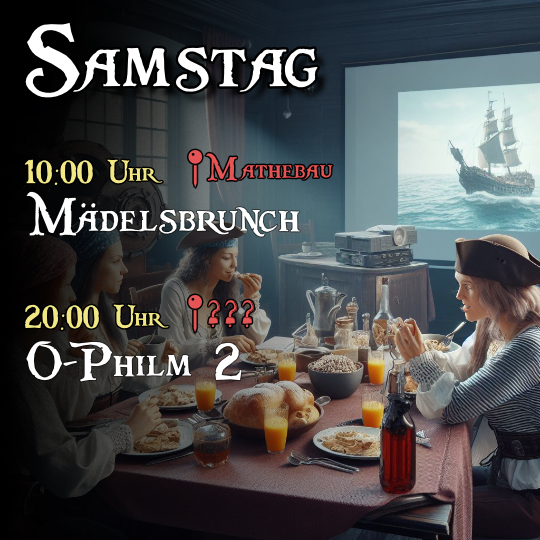 Samstag
10:00 Uhr Mathebau
Mädelsbrunch
20:00 Uhr ???
O-Philm 2